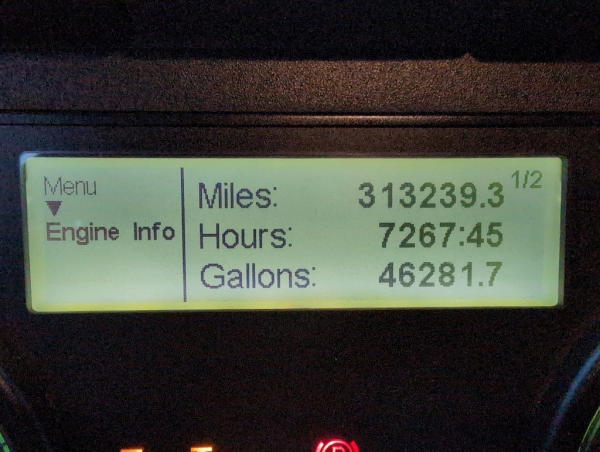 Menu
Engine Info
Miles: 313239.3 1/2
Hours: 7267:45
Gallons: 46281.7